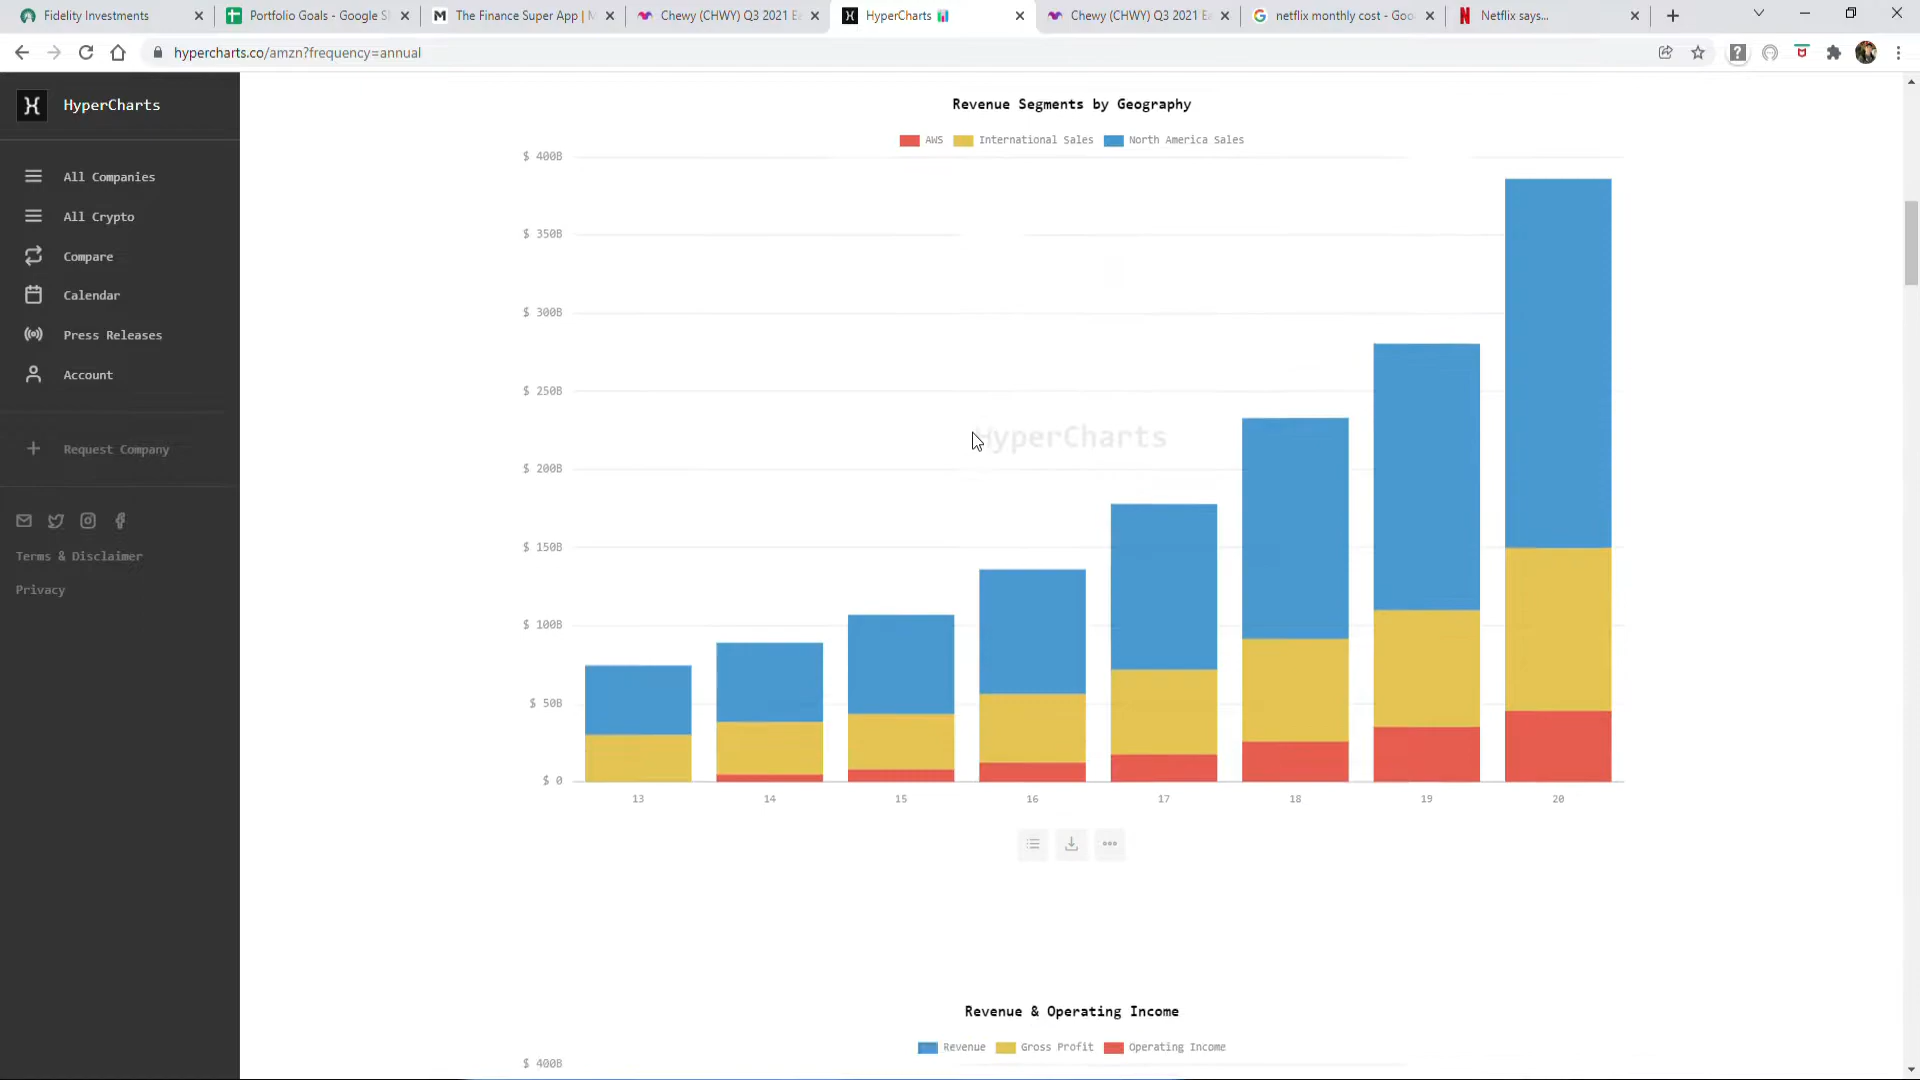 Fidelity Investments
Portfolio Goals - Google S
The Finance Super App |
Chewy (CHWY) Q3 2021 Ea
HyperCharts
Chewy (CHWY) Q3 2021 Ea
netflix monthly cost - Goo
Netflix says...
hypercharts.co/amzn?frequency=annual
HyperCharts
All Companies
All Crypto
Compare
Calendar
Press Releases
Account
Request Company
Terms & Disclaimer
Privacy
Revenue Segments by Geography
AWS International Sales North America Sales
$ 400B
$ 350B
$ 300B
$ 250B
$ 200B
$ 150B
$ 100B
$ 50B
$ 0
HyperCharts
13 14 15 16 17 18 19 20
Revenue & Operating Income
Revenue Gross Profit Operating Income
$ 400B